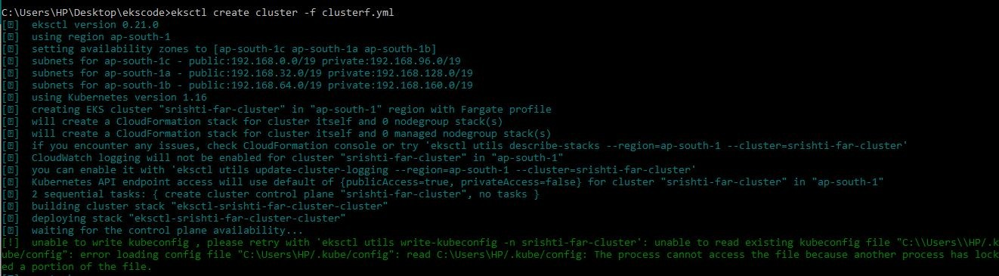 C:\Users\HP\Desktop\ekscode>eksctl create cluster -f clusterf.yml
[?]  eksctl version 0.21.0
[?]  using region ap-south-1
[?]  setting availability zones to [ap-south-1c ap-south-1a ap-south-1b]
[?]  subnets for ap-south-1c - public:192.168.0.0/19 private:192.168.96.0/19
[?]  subnets for ap-south-1a - public:192.168.32.0/19 private:192.168.128.0/19
[?]  subnets for ap-south-1b - public:192.168.64.0/19 private:192.168.160.0/19
[?]  using Kubernetes version 1.16
[?]  creating EKS cluster "srishti-far-cluster" in "ap-south-1" region with Fargate profile
[?]  will create a CloudFormation stack for cluster itself and 0 nodegroup stack(s)
[?]  will create a CloudFormation stack for cluster itself and 0 managed nodegroup stack(s)
[?]  if you encounter any issues, check CloudFormation console or try 'eksctl utils describe-stacks --region=ap-south-1 --cluster=srishti-far-cluster'
[?]  CloudWatch logging will not be enabled for cluster "srishti-far-cluster" in "ap-south-1"
[?]  you can enable it with 'eksctl utils update-cluster-logging --region=ap-south-1 --cluster=srishti-far-cluster'
[?]  Kubernetes API endpoint access will use default of {publicAccess=true, privateAccess=false} for cluster "srishti-far-cluster" in "ap-south-1"
[?]  2 sequential tasks: { create cluster control plane "srishti-far-cluster", no tasks }
[?]  building cluster stack "eksctl-srishti-far-cluster-cluster"
[?]  deploying stack "eksctl-srishti-far-cluster-cluster"
[?]  waiting for the control plane availability...
[!]  unable to write kubeconfig , please retry with 'eksctl utils write-kubeconfig -n srishti-far-cluster': unable to read existing kubeconfig file "C:\\Users\\HP/.k
ube/config": error loading config file "C:\Users\HP/.kube/config": read C:\Users\HP/.kube/config: The process cannot access the file because another process has lock
ed a portion of the file.